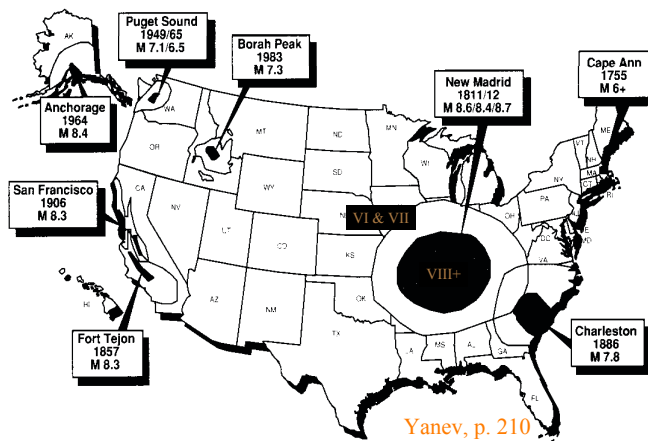 Puget Sound
1949/65
M 7.1/6.5
Borah Peak
1983
M 7.3
New Madrid
1811/12
M 8.6/8.4/8.7
Cape Ann
1755
M 6+
Anchorage
1964
M 8.4
San Francisco
1906
M 8.3
Fort Tejon
1857
M 8.3
Charleston
1886
M 7.8
VI & VII
VIII+
AK
WA
OR
CA
NV
MT
WY
UT
CO
AZ
NM
ND
SD
KS
OK
TX
MN
WI
OH
PA
NY
VT
NH
ME
MA
CT
RI
DC
MD
VA
LA
MS
AL
GA
FL
HI
Yanev, p. 210